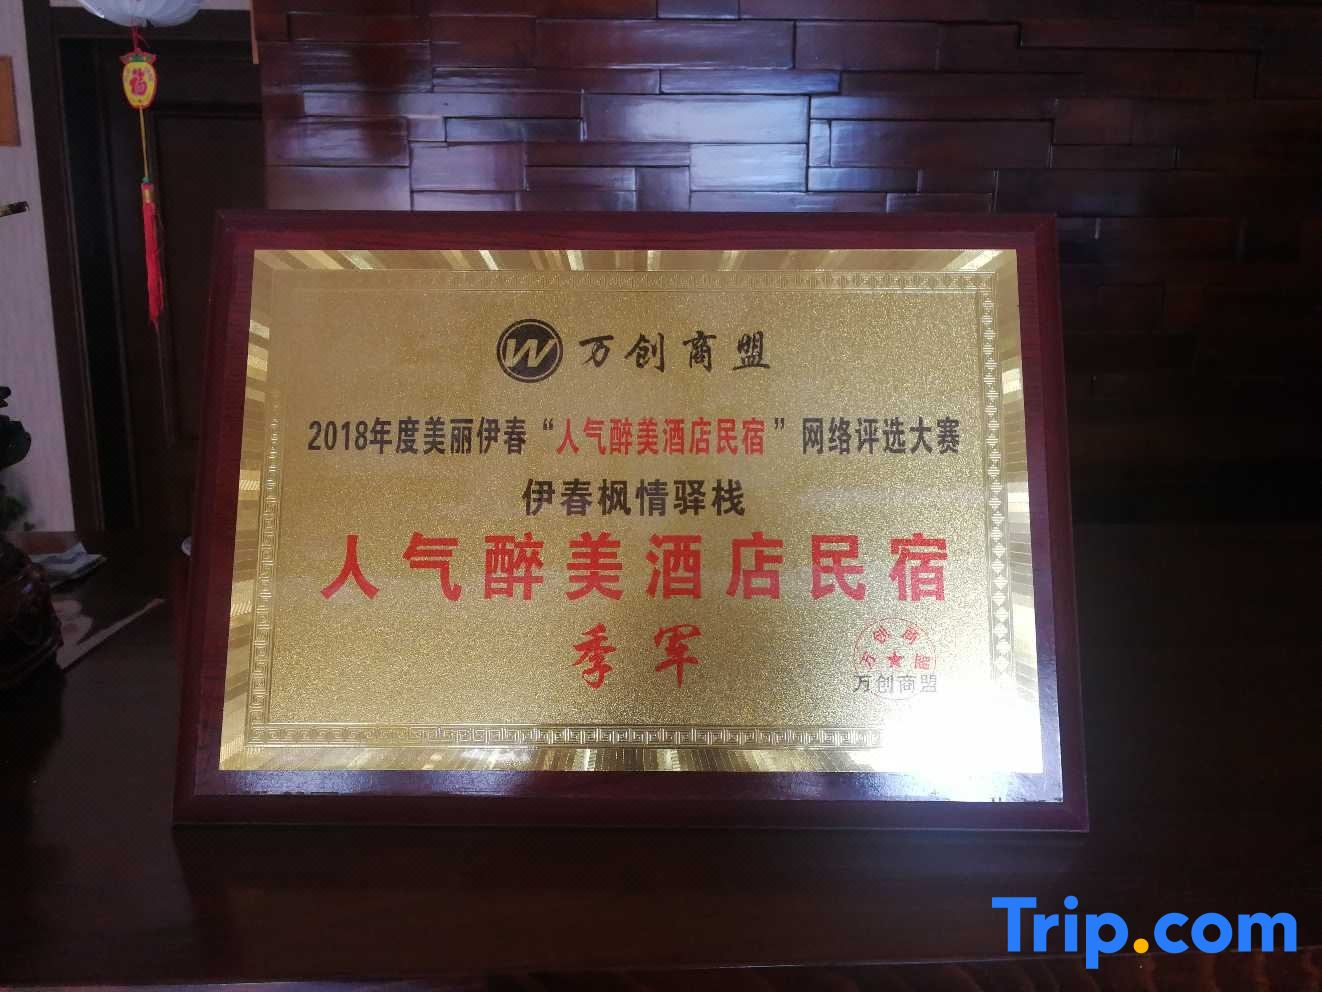 福
W 万创商盟
2018年度美丽伊春“人气醉美酒店民宿”网络评选大赛
伊春枫情驿栈
人气醉美酒店民宿
季军
万创商盟
Trip.com